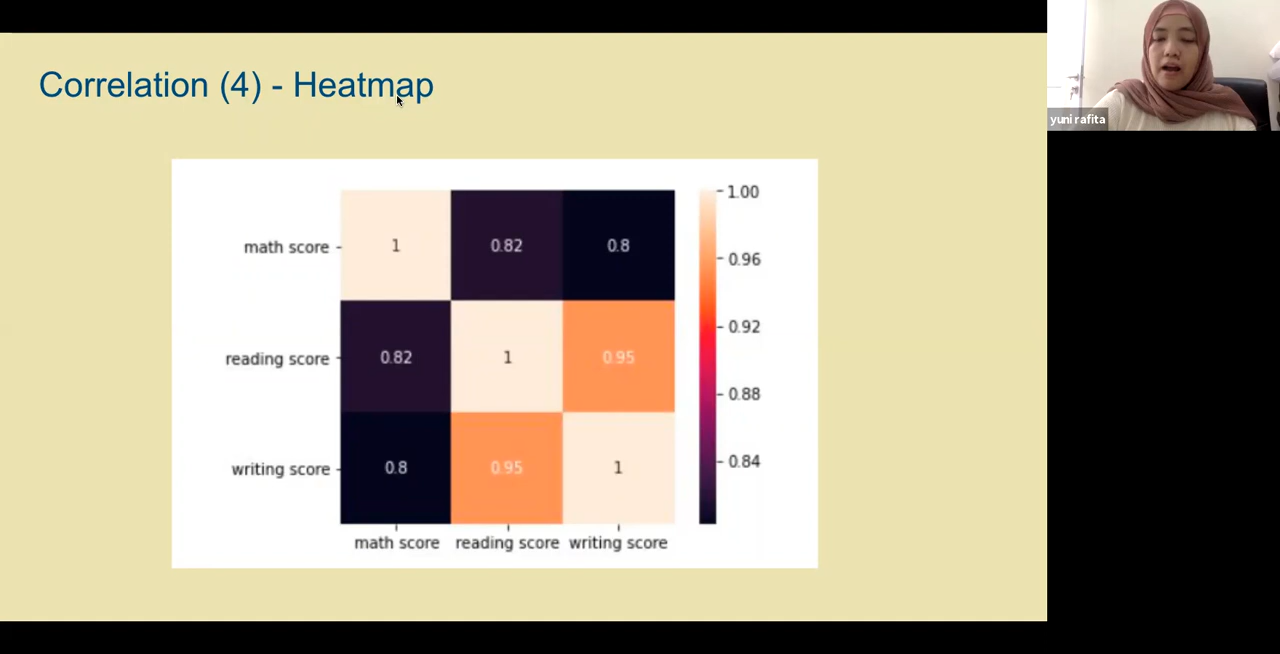 Correlation (4) - Heatmap
yuni rafita
math score
1
0.82
0.8
reading score
0.82
1
0.95
writing score
0.8
0.95
1
math score
reading score
writing score
1.00
0.96
0.92
0.88
0.84